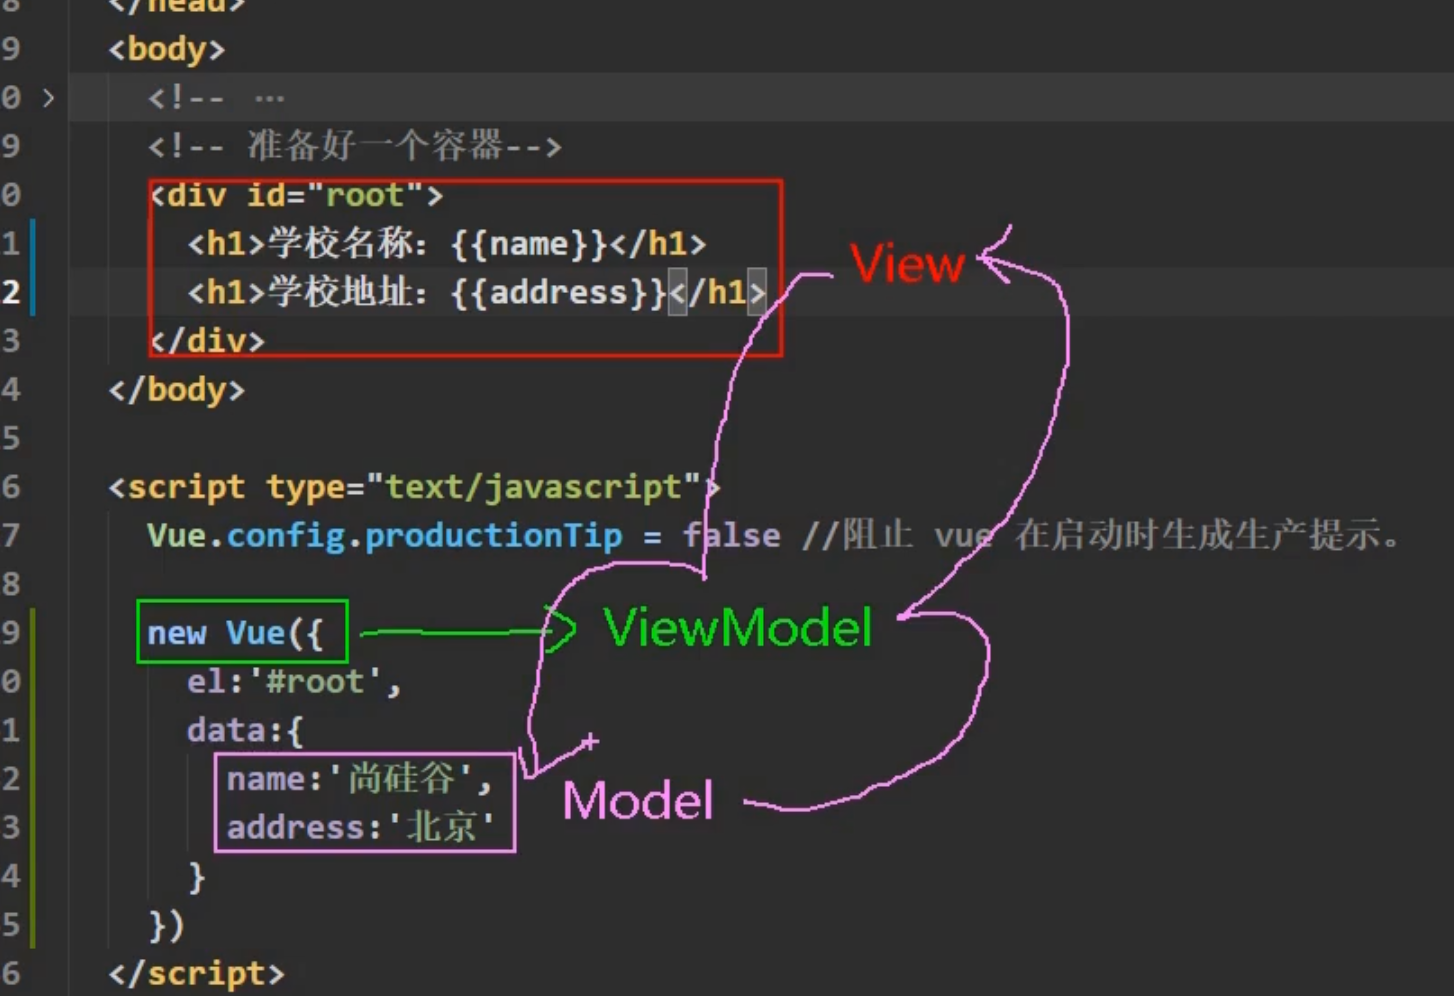 8 </head>
9 <body>
0 > <!-- ···
9 <!-- 准备好一个容器-->
0 <div id="root">
1 <h1>学校名称：{{name}}</h1>
2 <h1>学校地址：{{address}}</h1>
View
3 </div>
4 </body>
5
6 <script type="text/javascript">
7 Vue.config.productionTip = false //阻止 vue 在启动时生成生产提示。
8
9 new Vue({
ViewModel
0 el:'#root',
1 data:{
2 name:'尚硅谷',
Model
3 address:'北京'
4 }
5 })
6 </script>